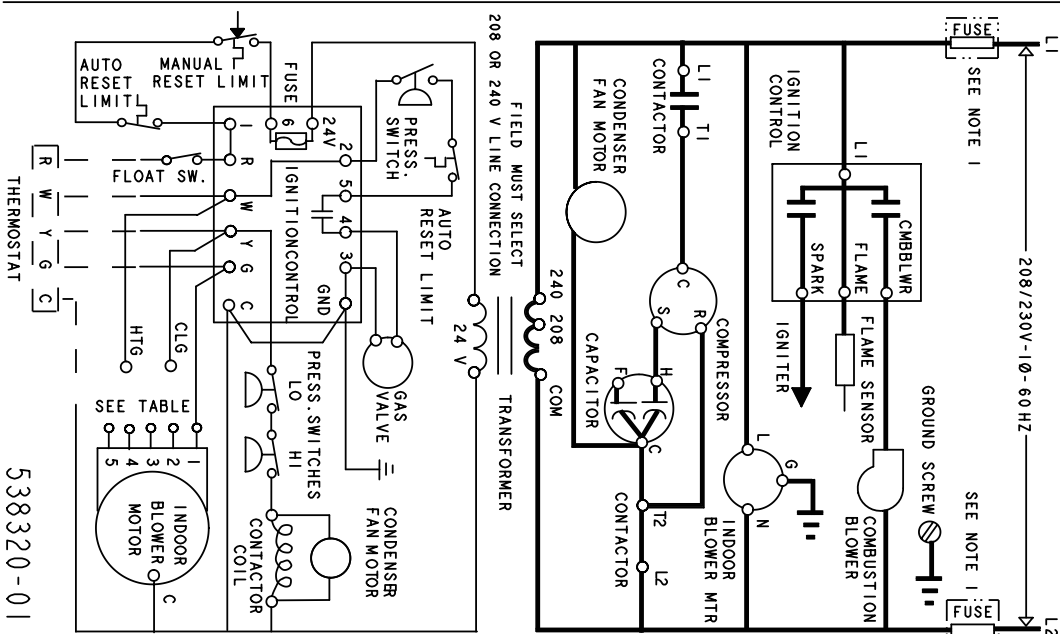 L1
FUSE
SEE NOTE 1
208/230V-1Ø-60 HZ
SEE NOTE 1
FUSE
L2
IGNITION
CONTROL
L1
CMBBLWR
FLAME
SPARK
IGNITER
FLAME SENSOR
GROUND SCREW
COMBUSTION
BLOWER
L
G
N
INDOOR
BLOWER MTR
CONTACTOR
L1
T1
C
R
S
COMPRESSOR
CONDENSER
FAN MOTOR
F
H
C
CAPACITOR
T2
L2
CONTACTOR
240
208
COM
208 OR 240 V LINE CONNECTION
FIELD MUST SELECT
TRANSFORMER
24 V
MANUAL
RESET LIMIT
AUTO
RESET
LIMIT
FUSE
6
24V
PRESS.
SWITCH
AUTO
RESET LIMIT
1
R
W
Y
G
C
2
5
4
3
GND
IGNITIONCONTROL
FLOAT SW.
R
W
Y
G
C
THERMOSTAT
HTG
CLG
GAS
VALVE
PRESS.SWITCHES
LO
HI
SEE TABLE
5
4
3
2
1
INDOOR
BLOWER
MOTOR
C
CONTACTOR
COIL
CONDENSER
FAN MOTOR
538320-01